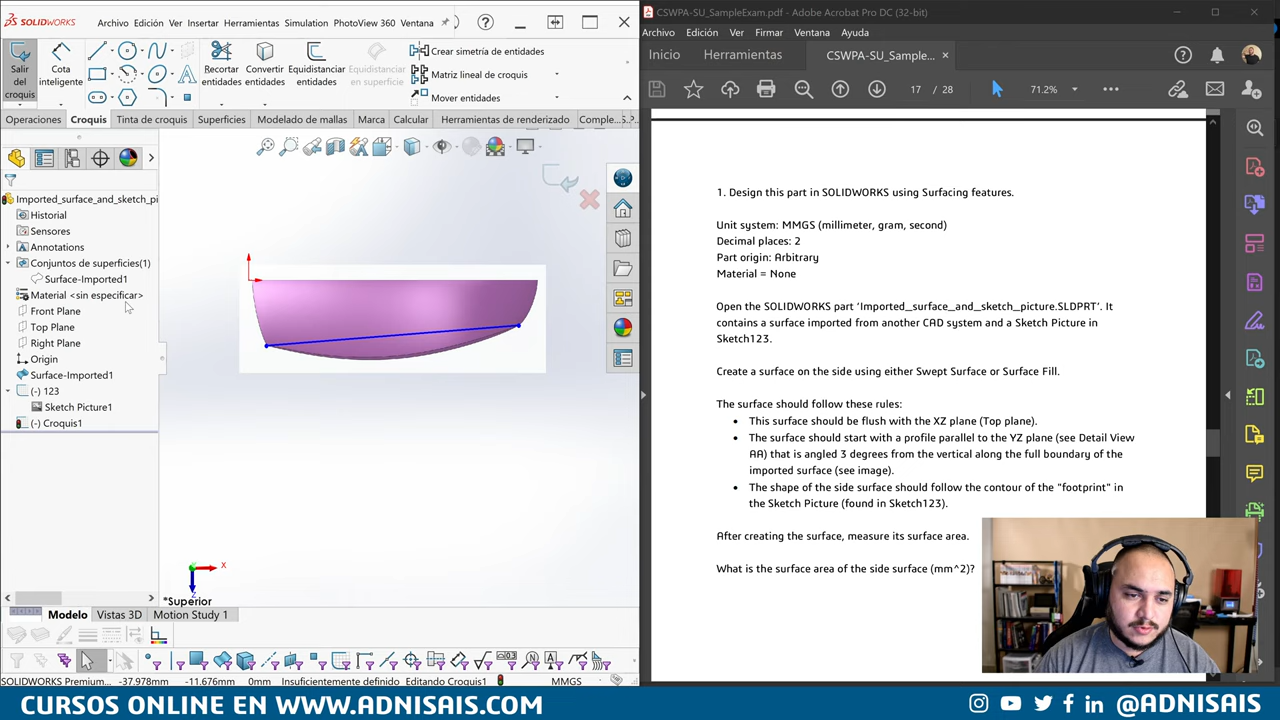 SOLIDWORKS
Archivo Edición Ver Insertar Herramientas Simulation PhotoView 360 Ventana
Salir del croquis
Cota inteligente
Recortar entidades
Convertir entidades
Equidistanciar entidades
Equidistanciar en superficie
Crear simetría de entidades
Matriz lineal de croquis
Mover entidades
Operaciones Croquis Tinta de croquis Superficies Modelado de mallas Marca Calcular Herramientas de renderizado Comple...
Imported_surface_and_sketch_pi
Historial
Sensores
Annotations
Conjuntos de superficies(1)
Surface-Imported1
Material <sin especificar>
Front Plane
Top Plane
Right Plane
Origin
Surface-Imported1
(-) 123
Sketch Picture1
(-) Croquis1
X
Z
*Superior
Modelo Vistas 3D Motion Study 1
SOLIDWORKS Premium... -37.978mm -11.676mm 0mm Insuficientemente definido Editando Croquis1 MMGS
CSWPA-SU_SampleExam.pdf - Adobe Acrobat Pro DC (32-bit)
Archivo Edición Ver Firmar Ventana Ayuda
Inicio Herramientas CSWPA-SU_Sample...
17 / 28 71.2%
1. Design this part in SOLIDWORKS using Surfacing features.
Unit system: MMGS (millimeter, gram, second)
Decimal places: 2
Part origin: Arbitrary
Material = None
Open the SOLIDWORKS part 'Imported_surface_and_sketch_picture.SLDPRT'. It
contains a surface imported from another CAD system and a Sketch Picture in
Sketch123.
Create a surface on the side using either Swept Surface or Surface Fill.
The surface should follow these rules:
• This surface should be flush with the XZ plane (Top plane).
• The surface should start with a profile parallel to the YZ plane (see Detail View
AA) that is angled 3 degrees from the vertical along the full boundary of the
imported surface (see image).
• The shape of the side surface should follow the contour of the "footprint" in
the Sketch Picture (found in Sketch123).
After creating the surface, measure its surface area.
What is the surface area of the side surface (mm^2)?
CURSOS ONLINE EN WWW.ADNISAIS.COM
@ADNISAIS